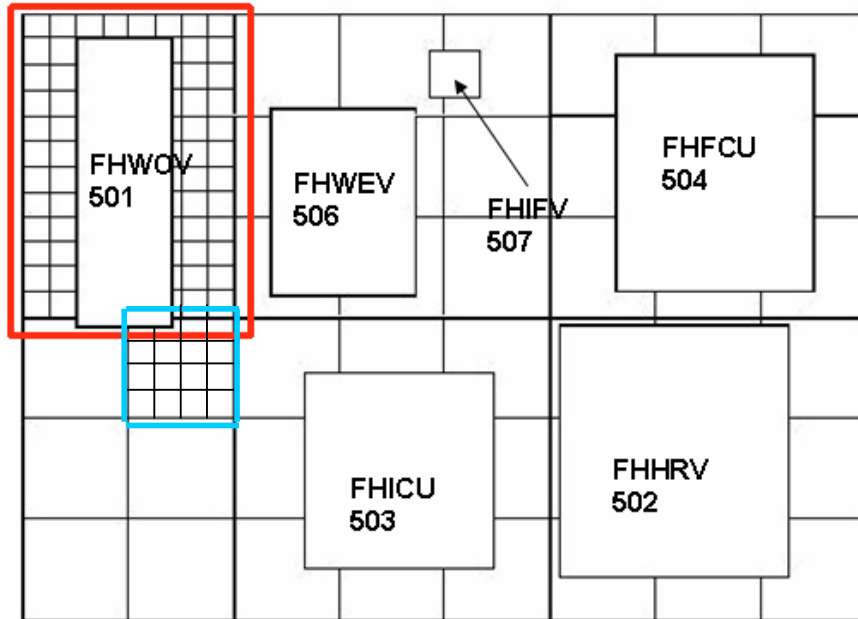 FHWOV
501
FHWEV
506
FHIFV
507
FHFCU
504
FHICU
503
FHHRV
502